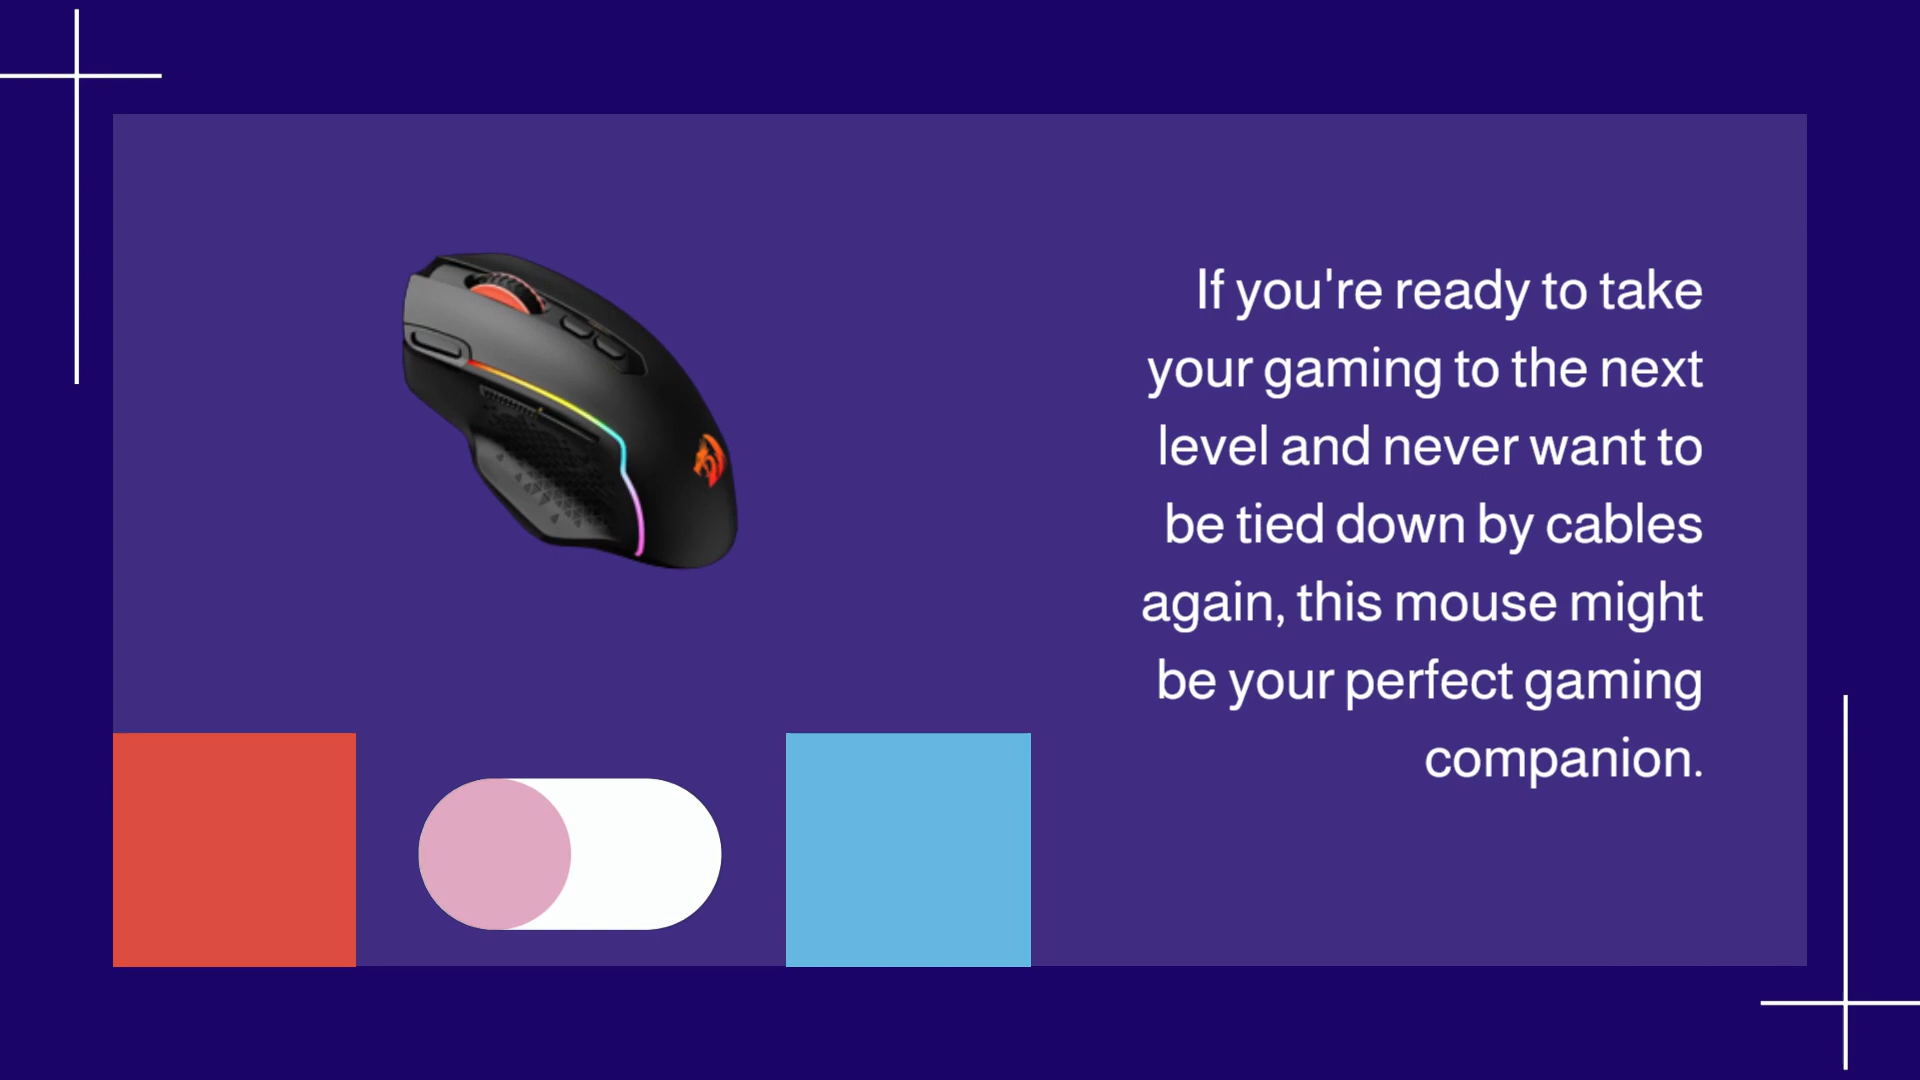 If you're ready to take
your gaming to the next
level and never want to
be tied down by cables
again, this mouse might
be your perfect gaming
companion.